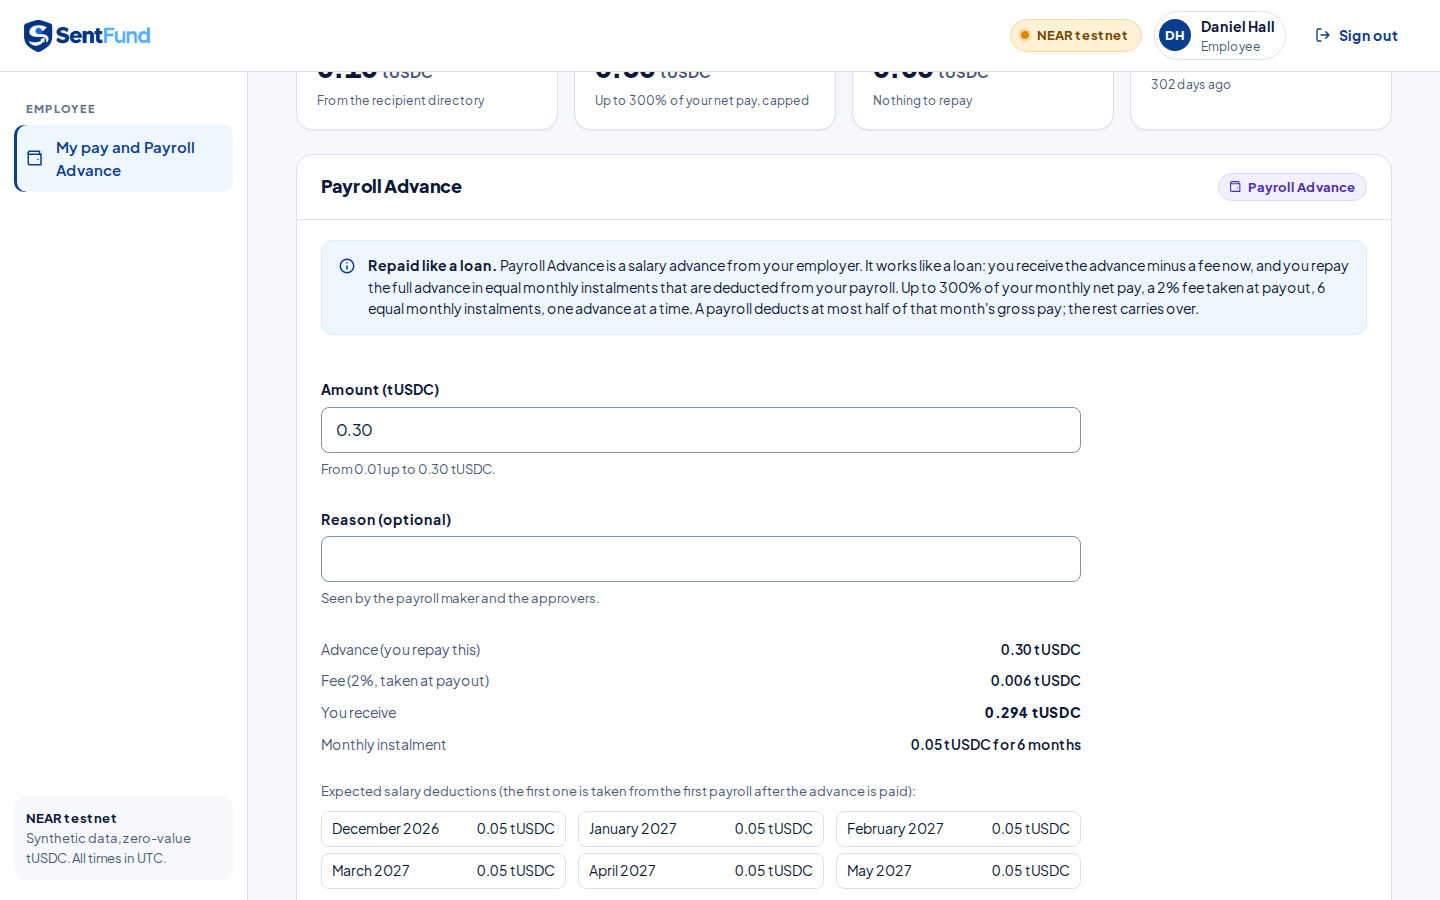 SentFund
NEAR testnet
DH
Daniel Hall
Employee
Sign out
EMPLOYEE
My pay and Payroll
Advance
tUSDC
tUSDC
tUSDC
302 days ago
From the recipient directory
Up to 300% of your net pay, capped
Nothing to repay
Payroll Advance
Payroll Advance
Repaid like a loan. Payroll Advance is a salary advance from your employer. It works like a loan: you receive the advance minus a fee now, and you repay
the full advance in equal monthly instalments that are deducted from your payroll. Up to 300% of your monthly net pay, a 2% fee taken at payout, 6
equal monthly instalments, one advance at a time. A payroll deducts at most half of that month's gross pay; the rest carries over.
Amount (tUSDC)
0.30
From 0.01 up to 0.30 tUSDC.
Reason (optional)
Seen by the payroll maker and the approvers.
Advance (you repay this) 0.30 tUSDC
Fee (2%, taken at payout) 0.006 tUSDC
You receive 0.294 tUSDC
Monthly instalment 0.05 tUSDC for 6 months
Expected salary deductions (the first one is taken from the first payroll after the advance is paid):
December 2026 0.05 tUSDC
January 2027 0.05 tUSDC
February 2027 0.05 tUSDC
March 2027 0.05 tUSDC
April 2027 0.05 tUSDC
May 2027 0.05 tUSDC
NEAR testnet
Synthetic data, zero-value
tUSDC. All times in UTC.